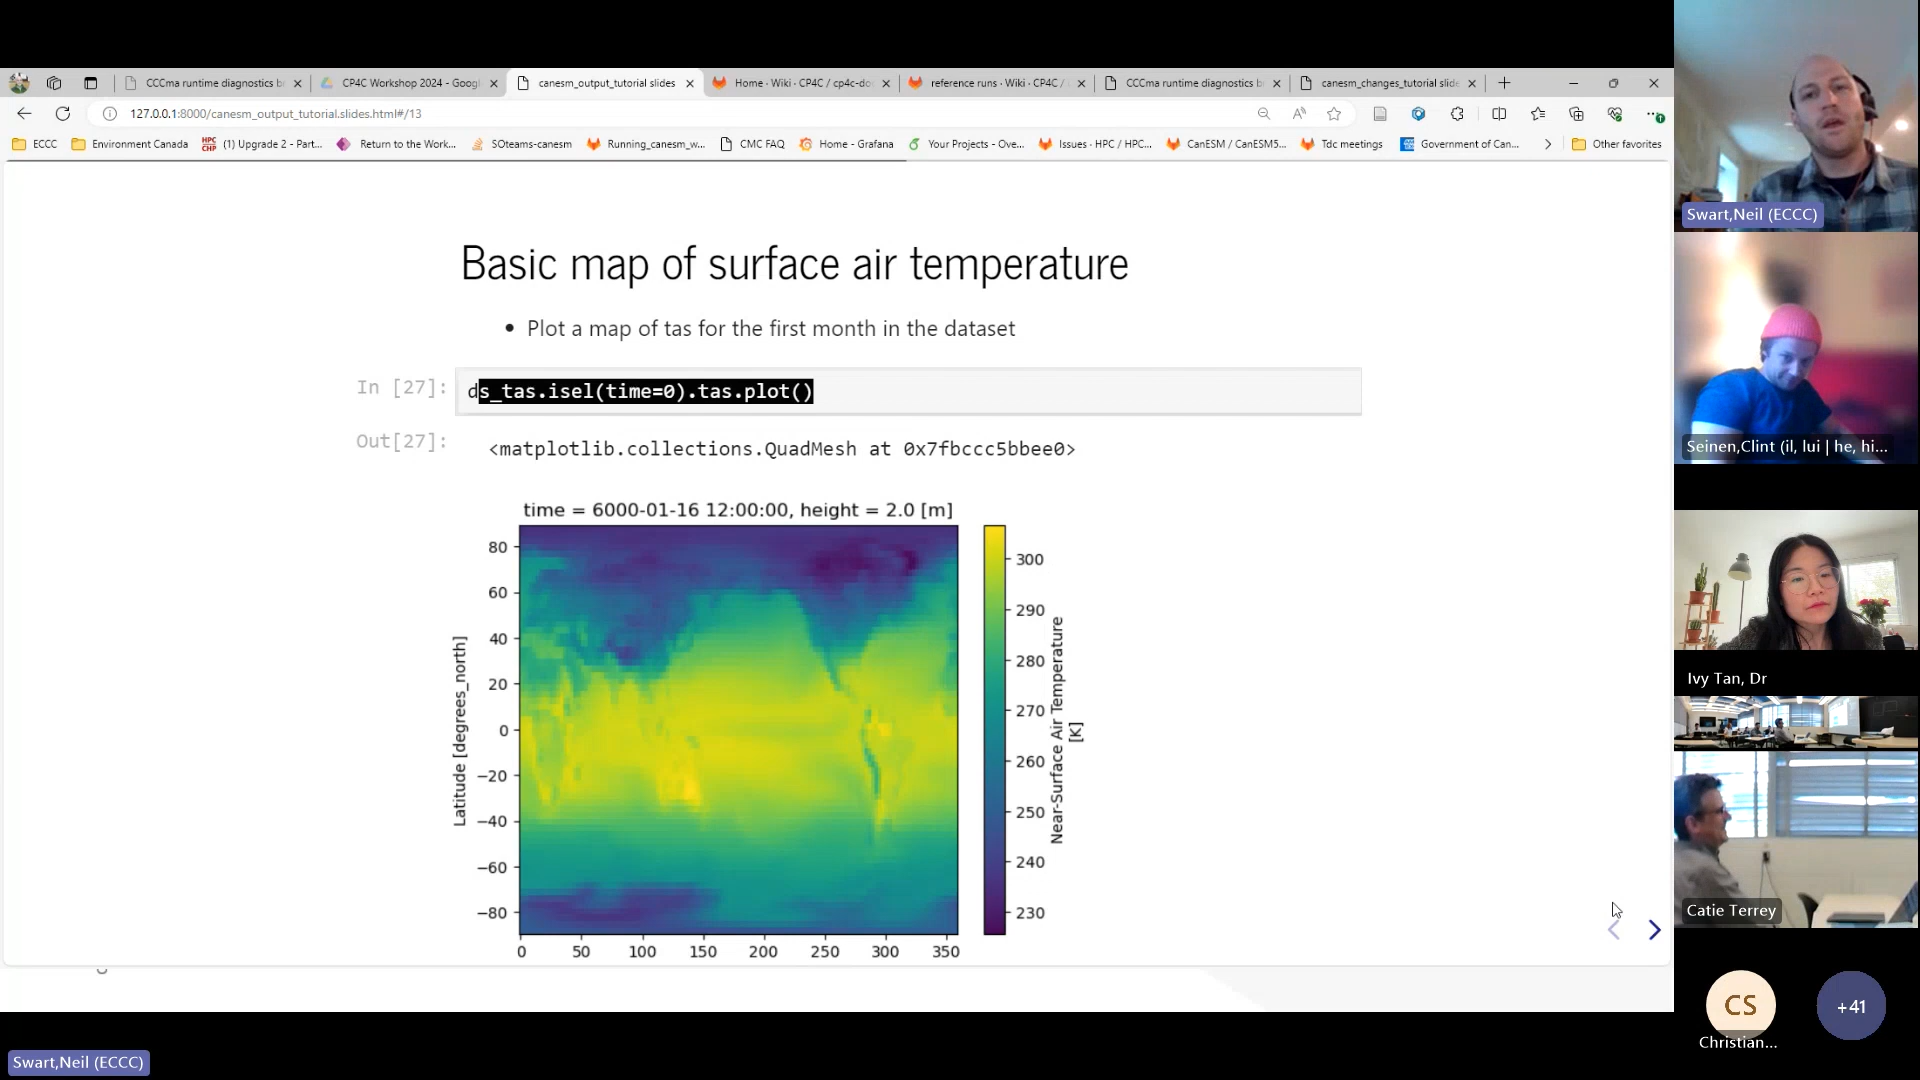 CCCma runtime diagnostics b
CP4C Workshop 2024 - Googl
canesm_output_tutorial slides
Home · Wiki · CP4C / cp4c-do
reference runs · Wiki · CP4C /
CCCma runtime diagnostics b
canesm_changes_tutorial slide
127.0.0.1:8000/canesm_output_tutorial.slides.html#/13
ECCC
Environment Canada
HPC CHP
(1) Upgrade 2 - Part...
Return to the Work...
SOteams-canesm
Running_canesm_w...
CMC FAQ
Home - Grafana
Your Projects - Ove...
Issues · HPC / HPC...
CanESM / CanESM5...
Tdc meetings
Government of Can...
Other favorites
Basic map of surface air temperature
• Plot a map of tas for the first month in the dataset
In [27]:
ds_tas.isel(time=0).tas.plot()
Out[27]:
<matplotlib.collections.QuadMesh at 0x7fbccc5bbee0>
time = 6000-01-16 12:00:00, height = 2.0 [m]
80
60
40
20
0
−20
−40
−60
−80
Latitude [degrees_north]
0 50 100 150 200 250 300 350
300
290
280
270
260
250
240
230
Near-Surface Air Temperature
[K]
Swart,Neil (ECCC)
Seinen,Clint (il, lui | he, hi...
Ivy Tan, Dr
Catie Terrey
CS
Christian...
+41
Swart,Neil (ECCC)